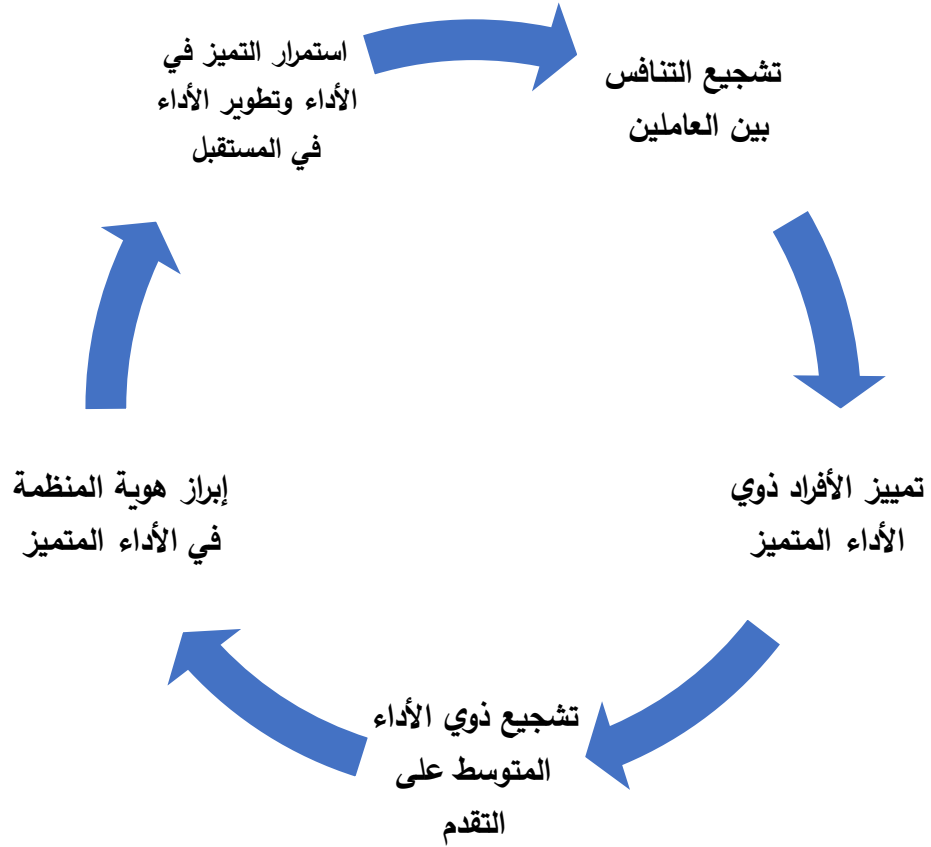 تشجيع التنافس
بين العاملين
تمييز الأفراد ذوي
الأداء المتميز
تشجيع ذوي الأداء
المتوسط على
التقدم
إبراز هوية المنظمة
في الأداء المتميز
استمرار التميز في
الأداء وتطوير الأداء
في المستقبل